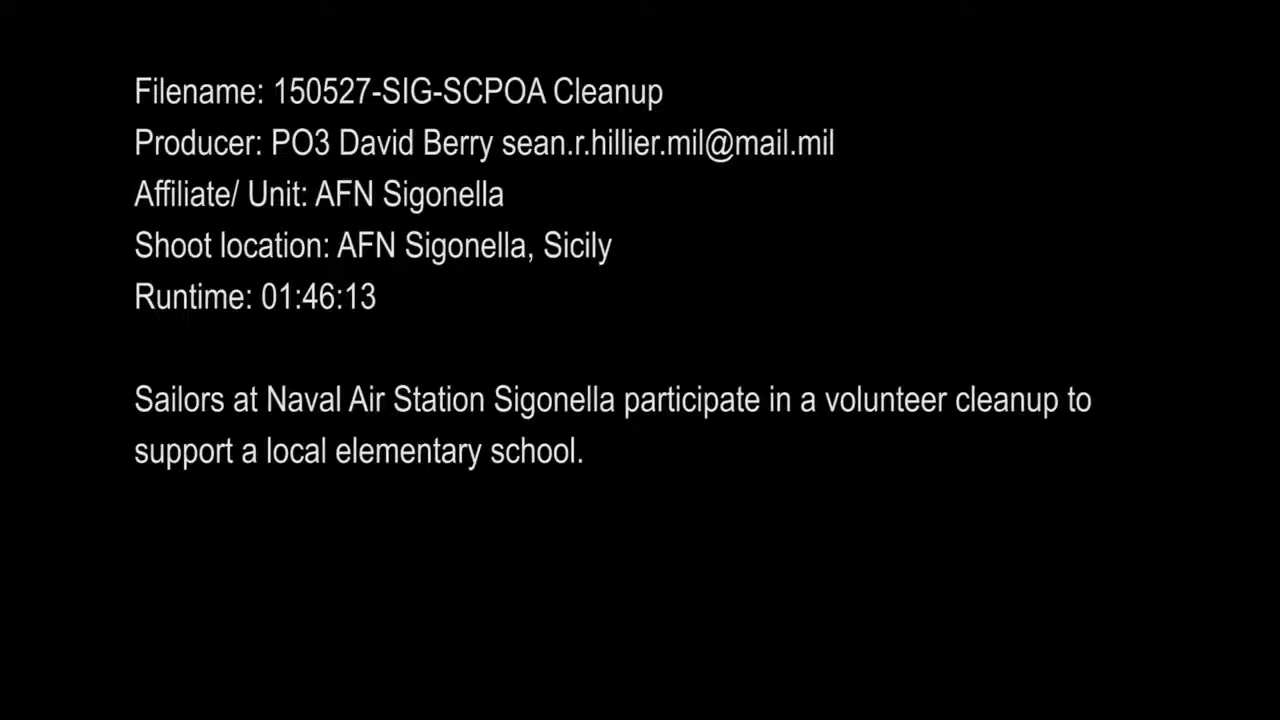 Filename: 150527-SIG-SCPOA Cleanup
Producer: PO3 David Berry sean.r.hillier.mil@mail.mil
Affiliate/ Unit: AFN Sigonella
Shoot location: AFN Sigonella, Sicily
Runtime: 01:46:13
Sailors at Naval Air Station Sigonella participate in a volunteer cleanup to
support a local elementary school.